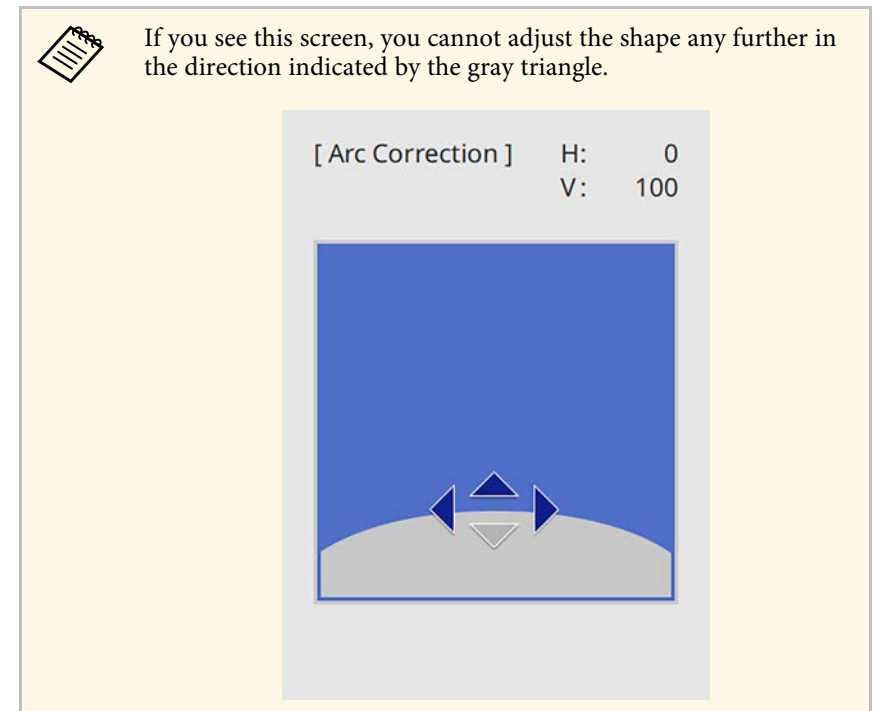 If you see this screen, you cannot adjust the shape any further in
the direction indicated by the gray triangle.
[ Arc Correction ] H: 0
V: 100